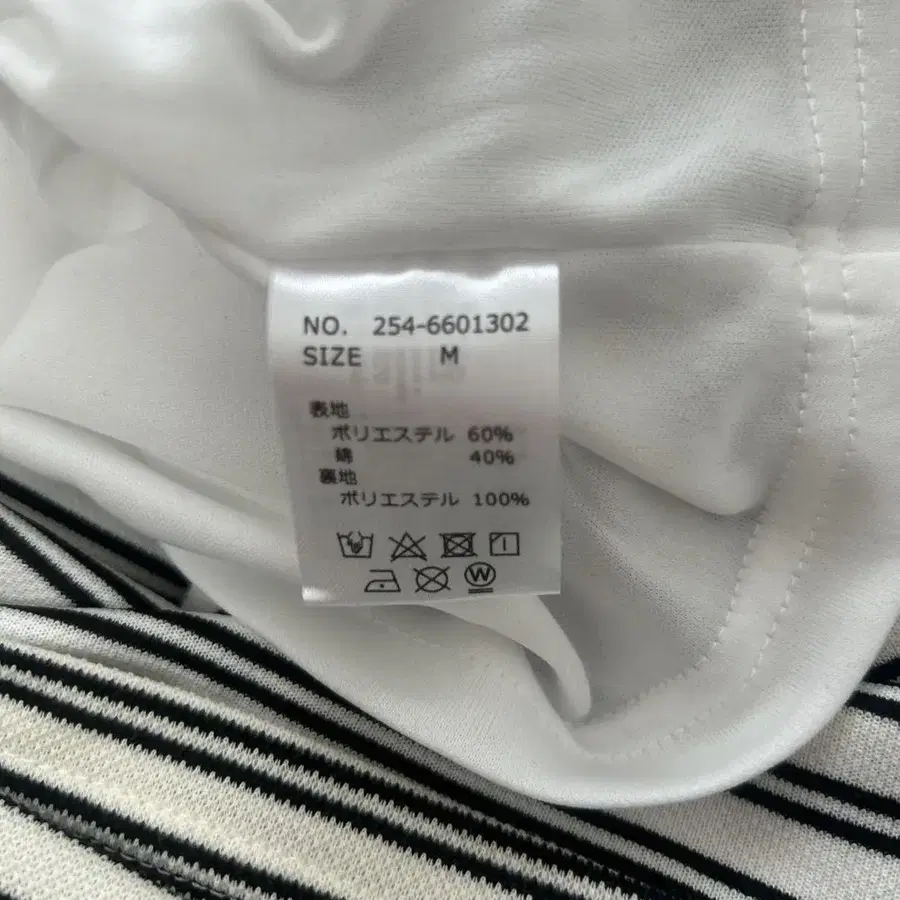 NO. 254-6601302
SIZE M
表地
ポリエステル 60%
綿 40%
裏地
ポリエステル 100%
W